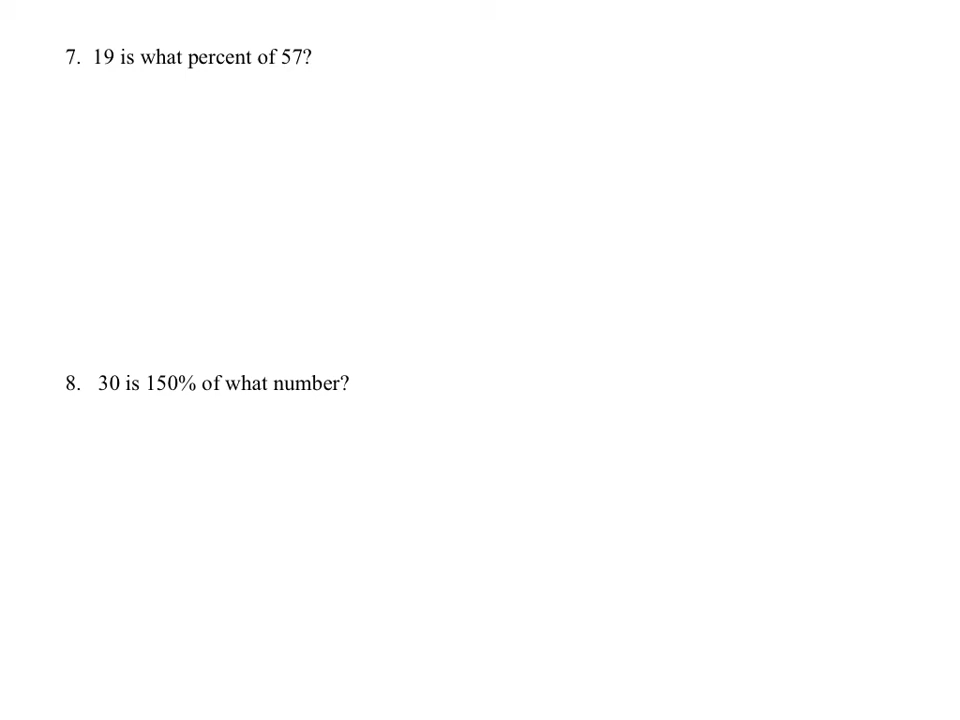 7. 19 is what percent of 57?
8. 30 is 150% of what number?